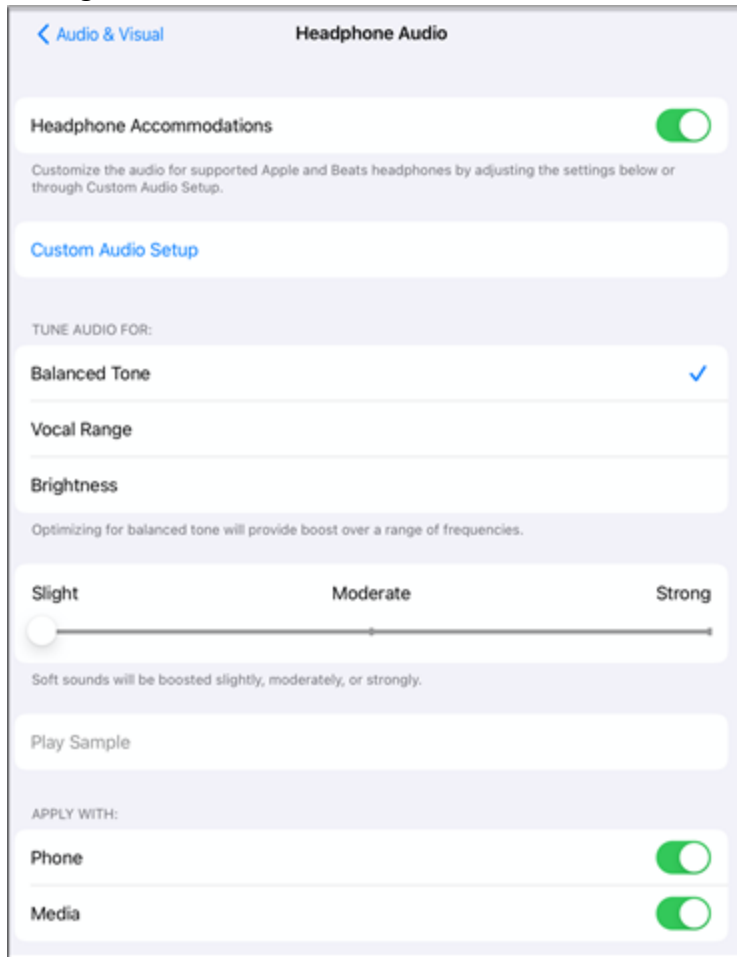 Audio & Visual
Headphone Audio
Headphone Accommodations
Customize the audio for supported Apple and Beats headphones by adjusting the settings below or
through Custom Audio Setup.
Custom Audio Setup
TUNE AUDIO FOR:
Balanced Tone
Vocal Range
Brightness
Optimizing for balanced tone will provide boost over a range of frequencies.
Slight Moderate Strong
Soft sounds will be boosted slightly, moderately, or strongly.
Play Sample
APPLY WITH:
Phone
Media